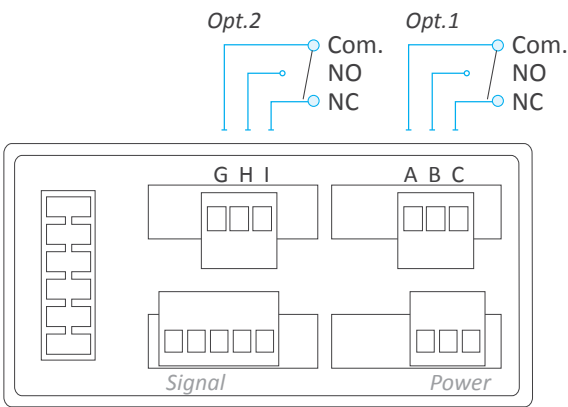 Opt.2 Opt.1
Com. Com.
NO NO
NC NC
G H I A B C
Signal Power